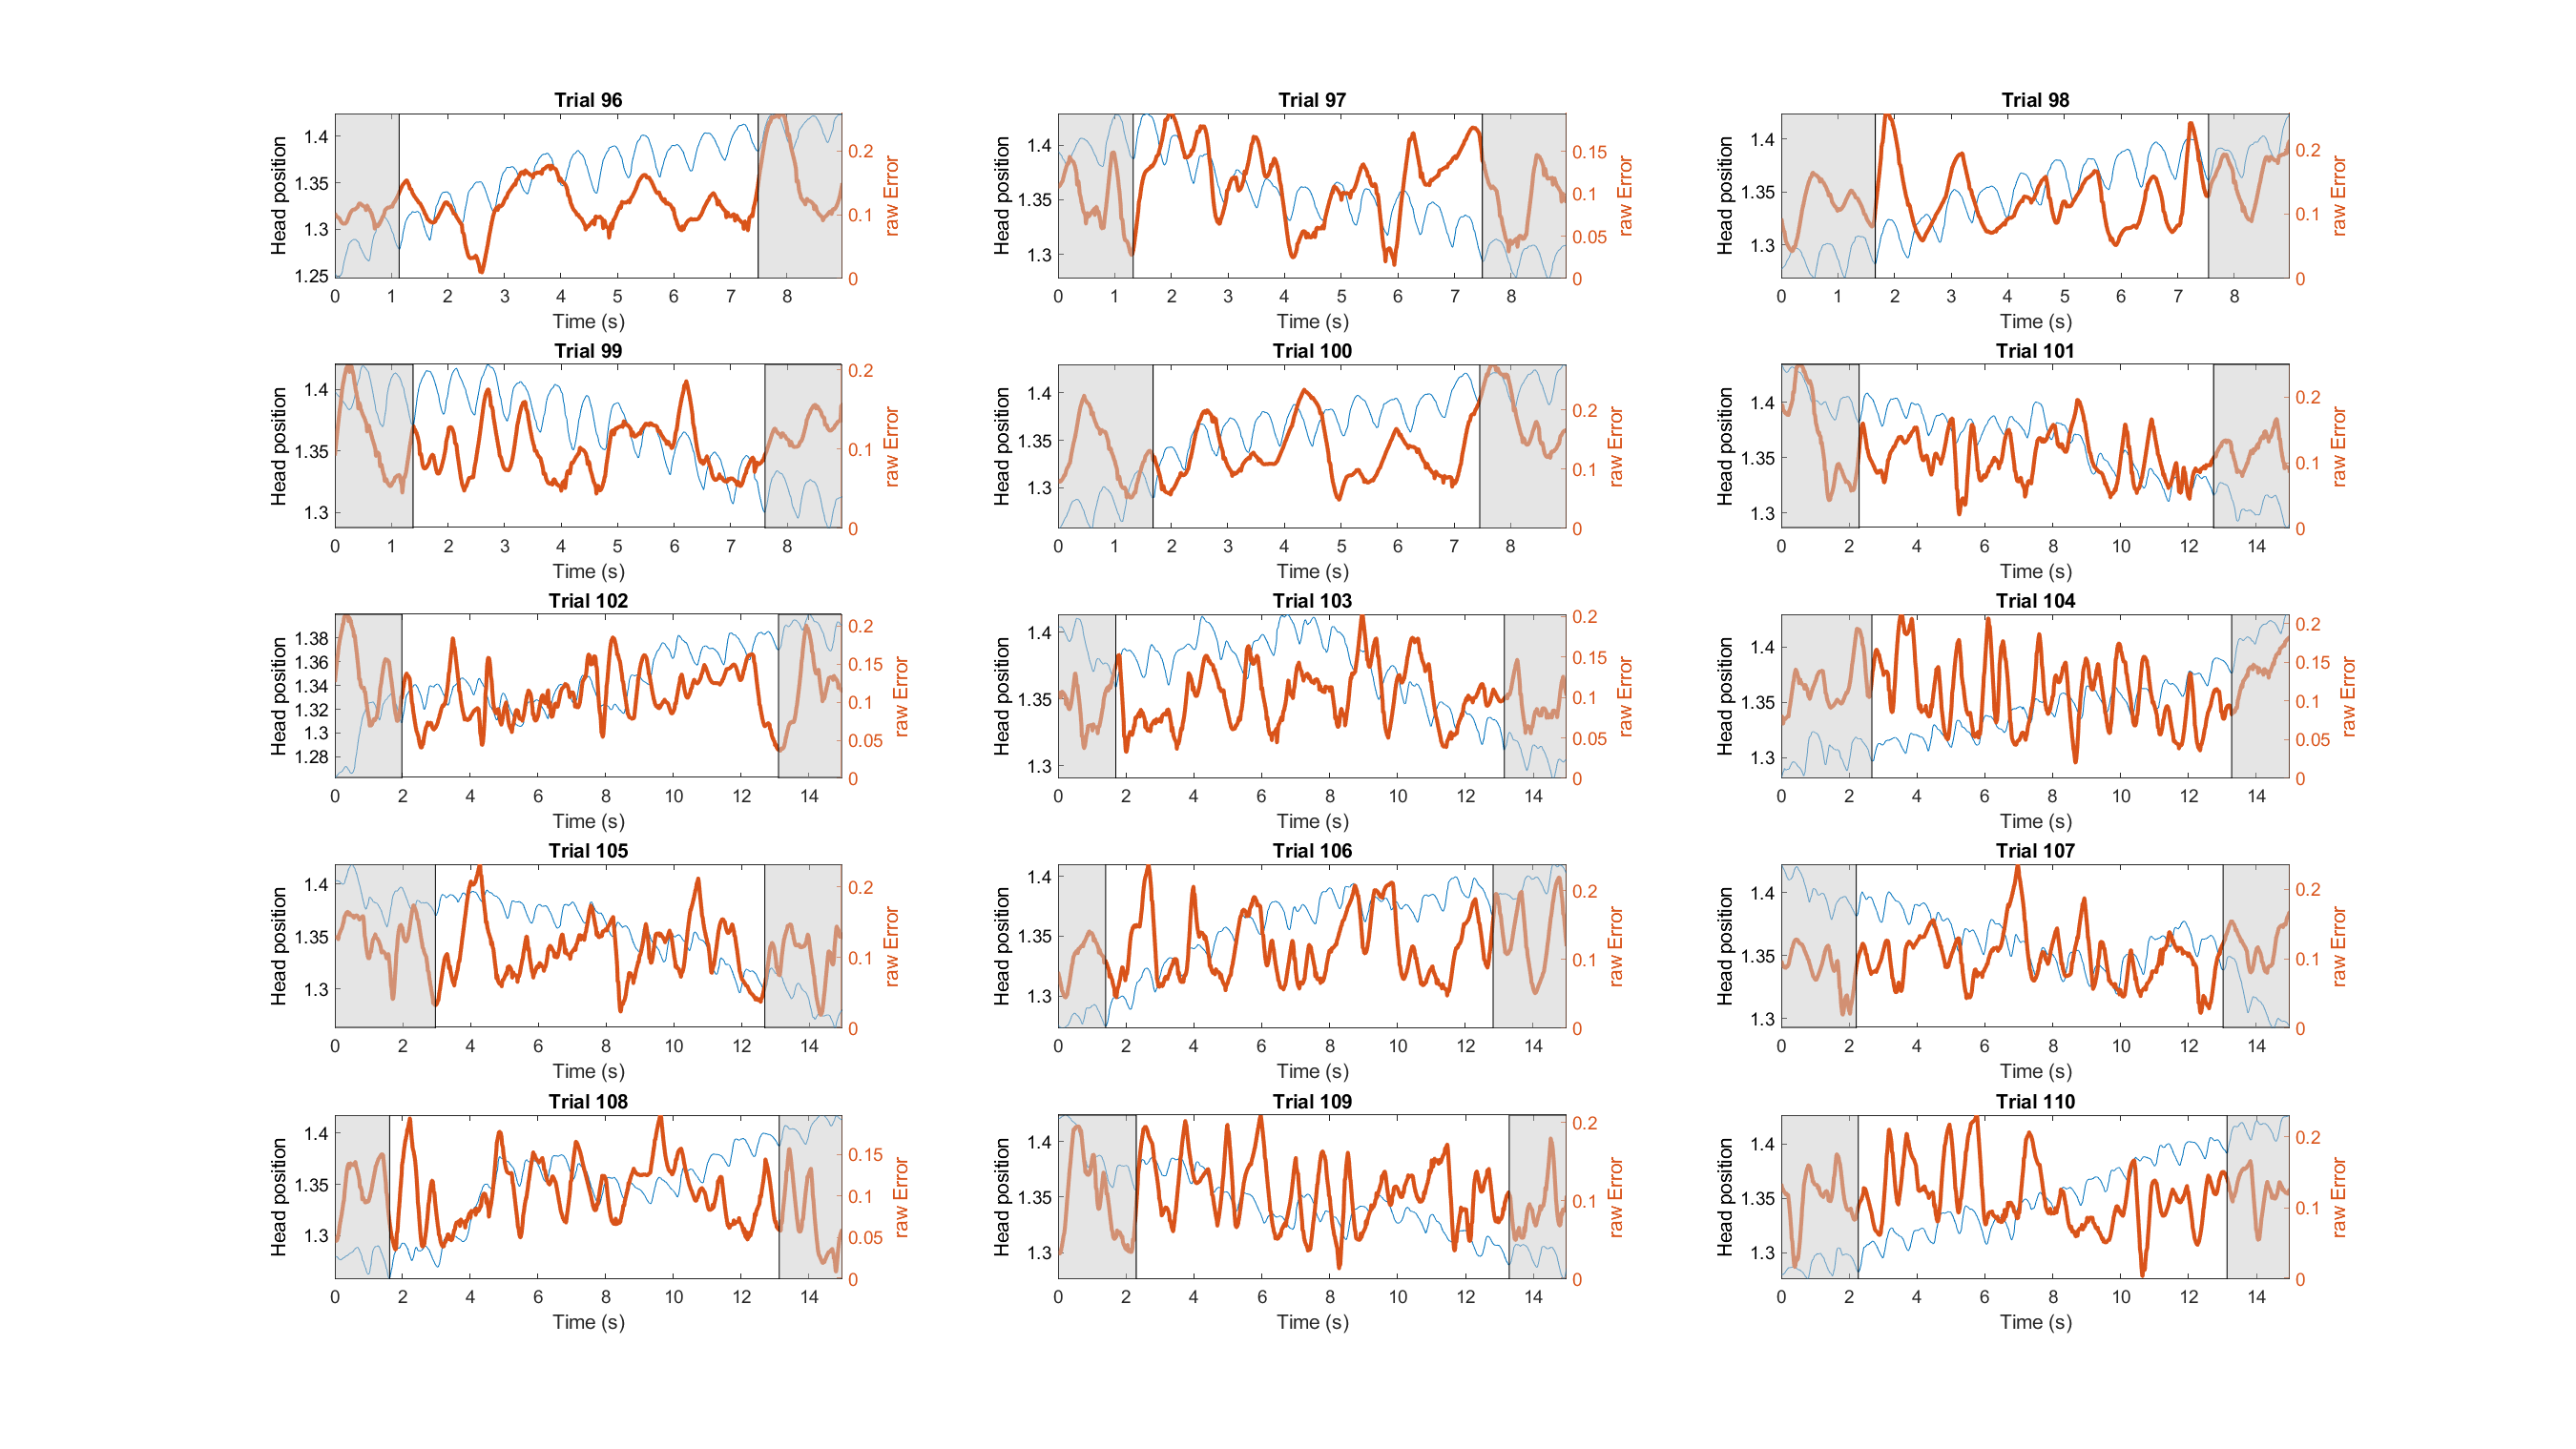 Trial 96
Head position
1.4
1.35
1.3
1.25
0.2
0.1
0
raw Error
0 1 2 3 4 5 6 7 8
Time (s)
Trial 97
Head position
1.4
1.35
1.3
0.15
0.1
0.05
0
raw Error
0 1 2 3 4 5 6 7 8
Time (s)
Trial 98
Head position
1.4
1.35
1.3
0.2
0.1
0
raw Error
0 1 2 3 4 5 6 7 8
Time (s)
Trial 99
Head position
1.4
1.35
1.3
0.2
0.1
0
raw Error
0 1 2 3 4 5 6 7 8
Time (s)
Trial 100
Head position
1.4
1.35
1.3
0.2
0.1
0
raw Error
0 1 2 3 4 5 6 7 8
Time (s)
Trial 101
Head position
1.4
1.35
1.3
0.2
0.1
0
raw Error
0 2 4 6 8 10 12 14
Time (s)
Trial 102
Head position
1.38
1.36
1.34
1.32
1.3
1.28
0.2
0.15
0.1
0.05
0
raw Error
0 2 4 6 8 10 12 14
Time (s)
Trial 103
Head position
1.4
1.35
1.3
0.2
0.15
0.1
0.05
0
raw Error
0 2 4 6 8 10 12 14
Time (s)
Trial 104
Head position
1.4
1.35
1.3
0.2
0.15
0.1
0.05
0
raw Error
0 2 4 6 8 10 12 14
Time (s)
Trial 105
Head position
1.4
1.35
1.3
0.2
0.1
0
raw Error
0 2 4 6 8 10 12 14
Time (s)
Trial 106
Head position
1.4
1.35
1.3
0.2
0.1
0
raw Error
0 2 4 6 8 10 12 14
Time (s)
Trial 107
Head position
1.4
1.35
1.3
0.2
0.1
0
raw Error
0 2 4 6 8 10 12 14
Time (s)
Trial 108
Head position
1.4
1.35
1.3
0.15
0.1
0.05
0
raw Error
0 2 4 6 8 10 12 14
Time (s)
Trial 109
Head position
1.4
1.35
1.3
0.2
0.1
0
raw Error
0 2 4 6 8 10 12 14
Time (s)
Trial 110
Head position
1.4
1.35
1.3
0.2
0.1
0
raw Error
0 2 4 6 8 10 12 14
Time (s)